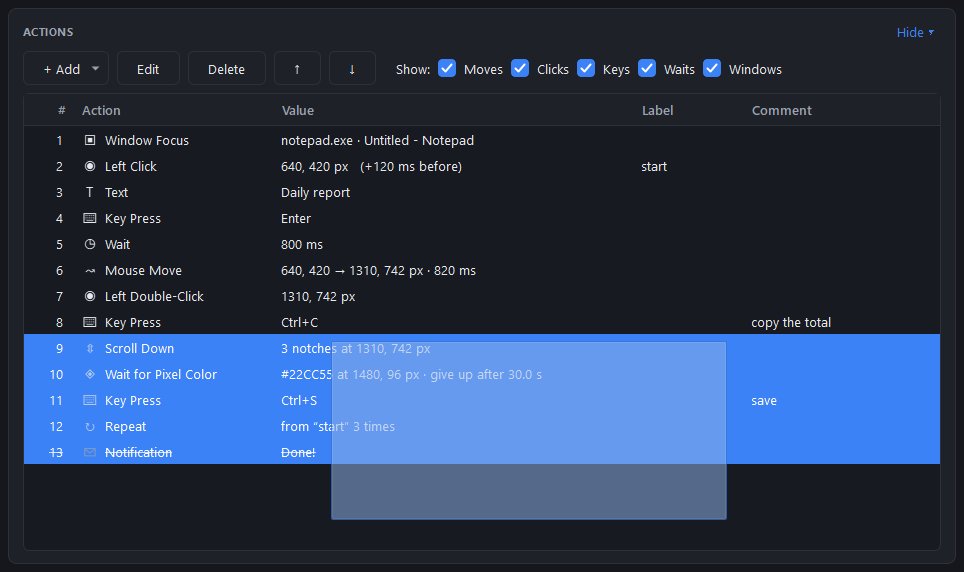 ACTIONS
Hide
+ Add Edit Delete ↑ ↓ Show: Moves Clicks Keys Waits Windows
# Action Value Label Comment
1 Window Focus notepad.exe · Untitled - Notepad
2 Left Click 640, 420 px (+120 ms before) start
3 Text Daily report
4 Key Press Enter
5 Wait 800 ms
6 Mouse Move 640, 420 → 1310, 742 px · 820 ms
7 Left Double-Click 1310, 742 px
8 Key Press Ctrl+C copy the total
9 Scroll Down 3 notches at 1310, 742 px
10 Wait for Pixel Color #22CC55 at 1480, 96 px · give up after 30.0 s
11 Key Press Ctrl+S save
12 Repeat from “start” 3 times
13 Notification Done!